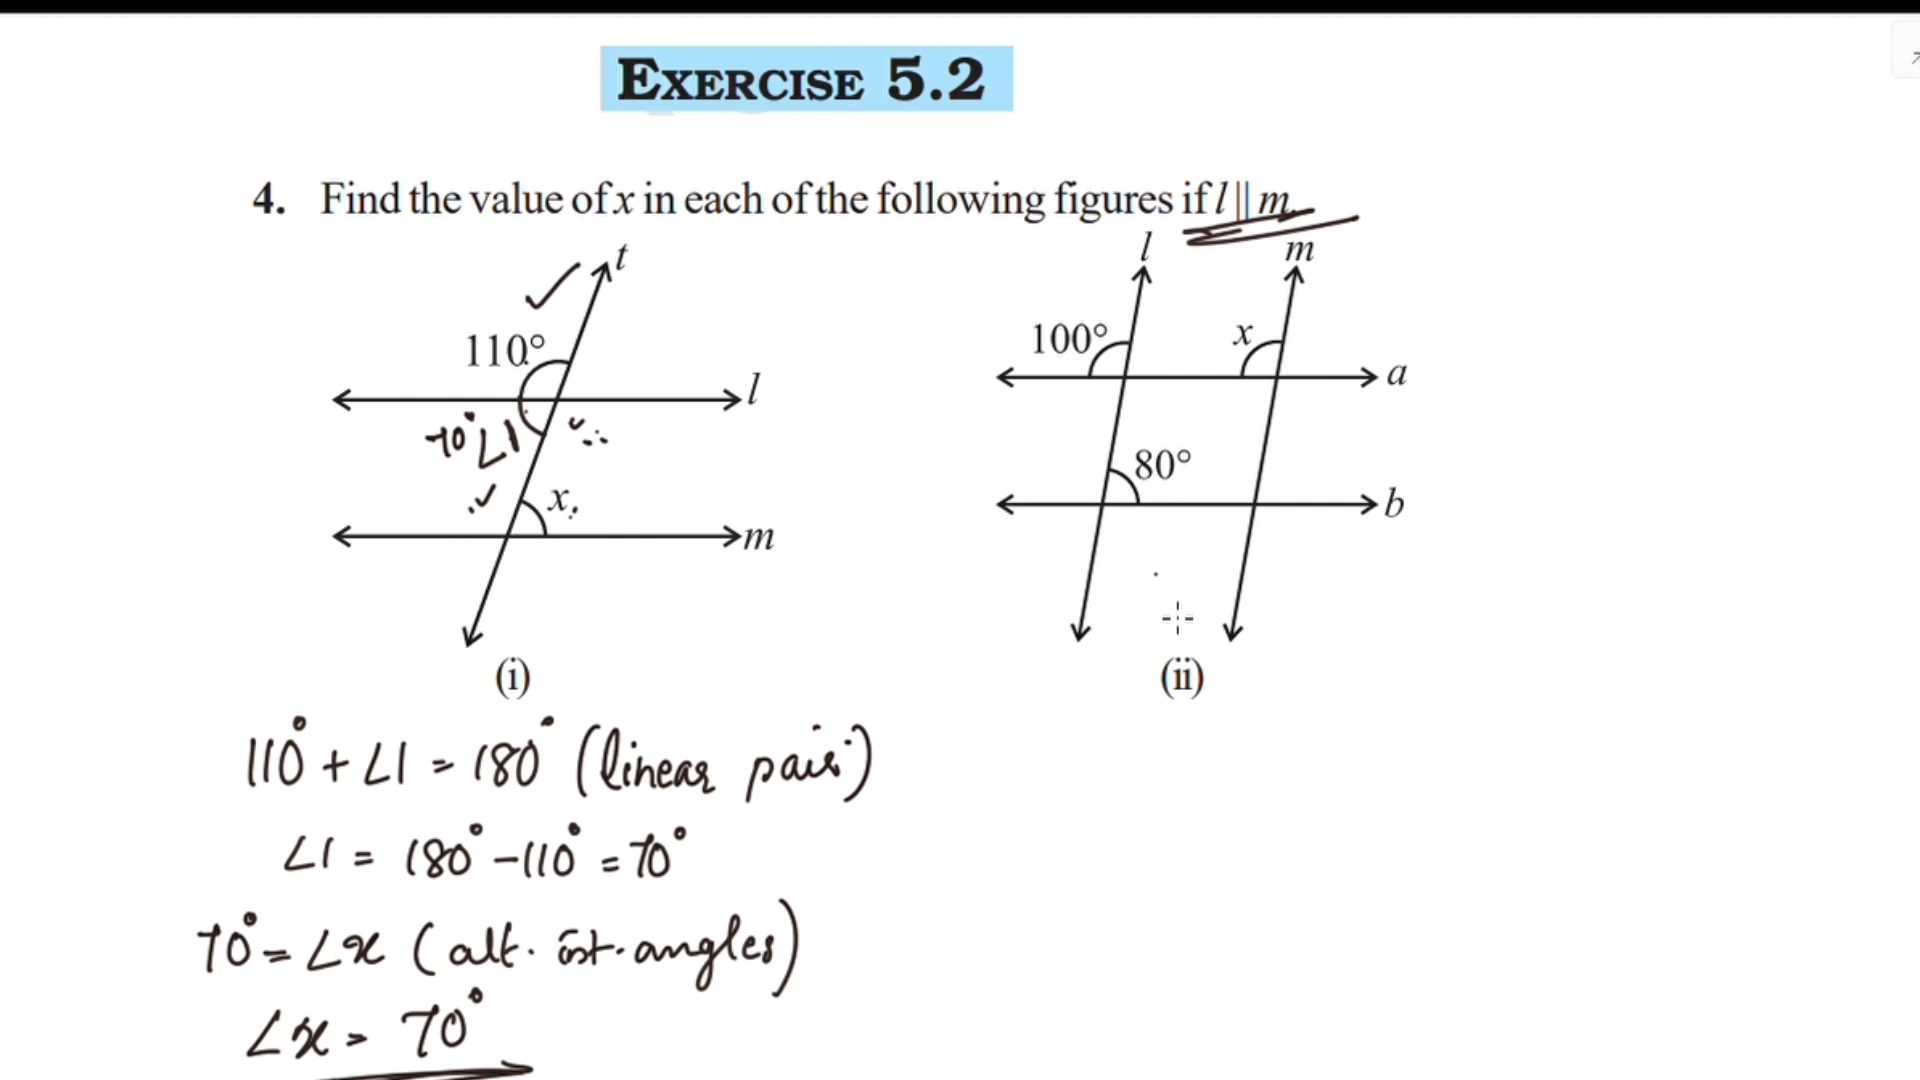 EXERCISE 5.2
4. Find the value of x in each of the following figures if l || m.
t
110°
l
70° ∠1
x
m
(i)
l
m
100°
x
a
80°
b
(ii)
110° + ∠1 = 180° (linear pair)
∠1 = 180° - 110° = 70°
70° = ∠x (alt. int. angles)
∠x = 70°